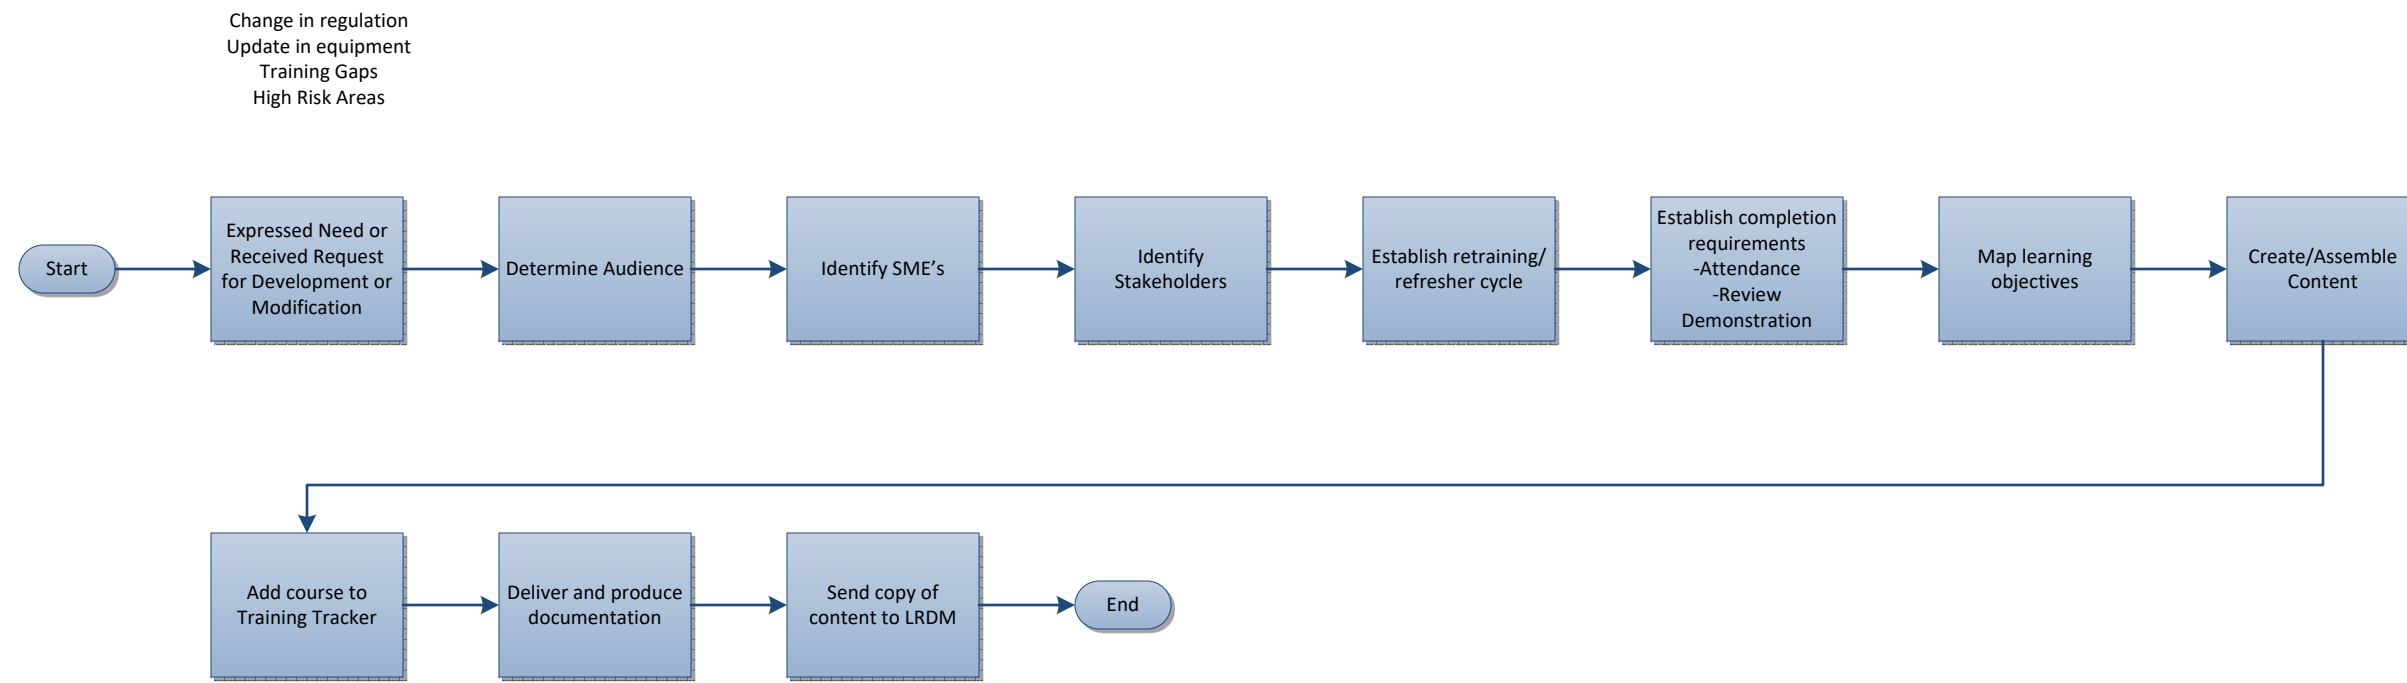 Change in regulation
Update in equipment
Training Gaps
High Risk Areas
Start
Expressed Need or
Received Request
for Development or
Modification
Determine Audience
Identify SME’s
Identify
Stakeholders
Establish retraining/
refresher cycle
Establish completion
requirements
-Attendance
-Review
Demonstration
Map learning
objectives
Create/Assemble
Content
Add course to
Training Tracker
Deliver and produce
documentation
Send copy of
content to LRDM
End